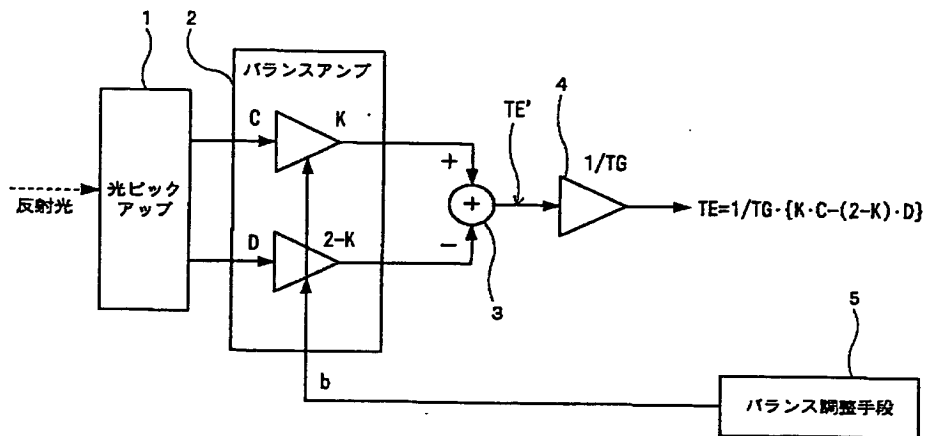 1
2
バランスアンプ
C
K
TE'
4
1/TG
+
光ピック
アップ
反射光
+
TE=1/TG·{K·C-(2-K)·D}
D
2-K
-
3
5
b
バランス調整手段